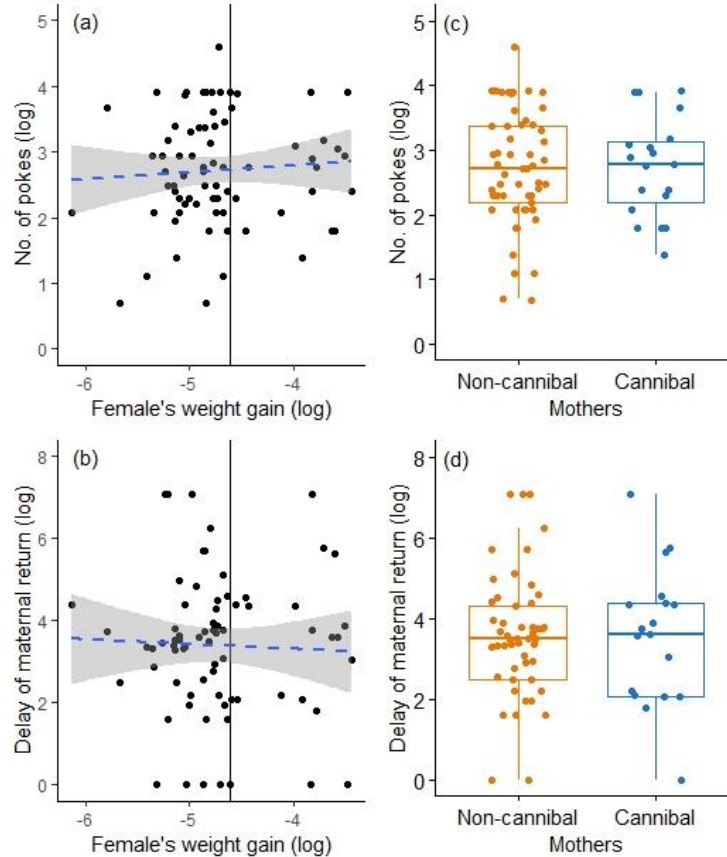 (a)
No. of pokes (log)
5
4
3
2
1
0
-6 -5 -4
Female's weight gain (log)
(c)
No. of pokes (log)
5
4
3
2
1
0
Non-cannibal Cannibal
Mothers
(b)
Delay of maternal return (log)
8
6
4
2
0
-6 -5 -4
Female's weight gain (log)
(d)
Delay of maternal return (log)
8
6
4
2
0
Non-cannibal Cannibal
Mothers